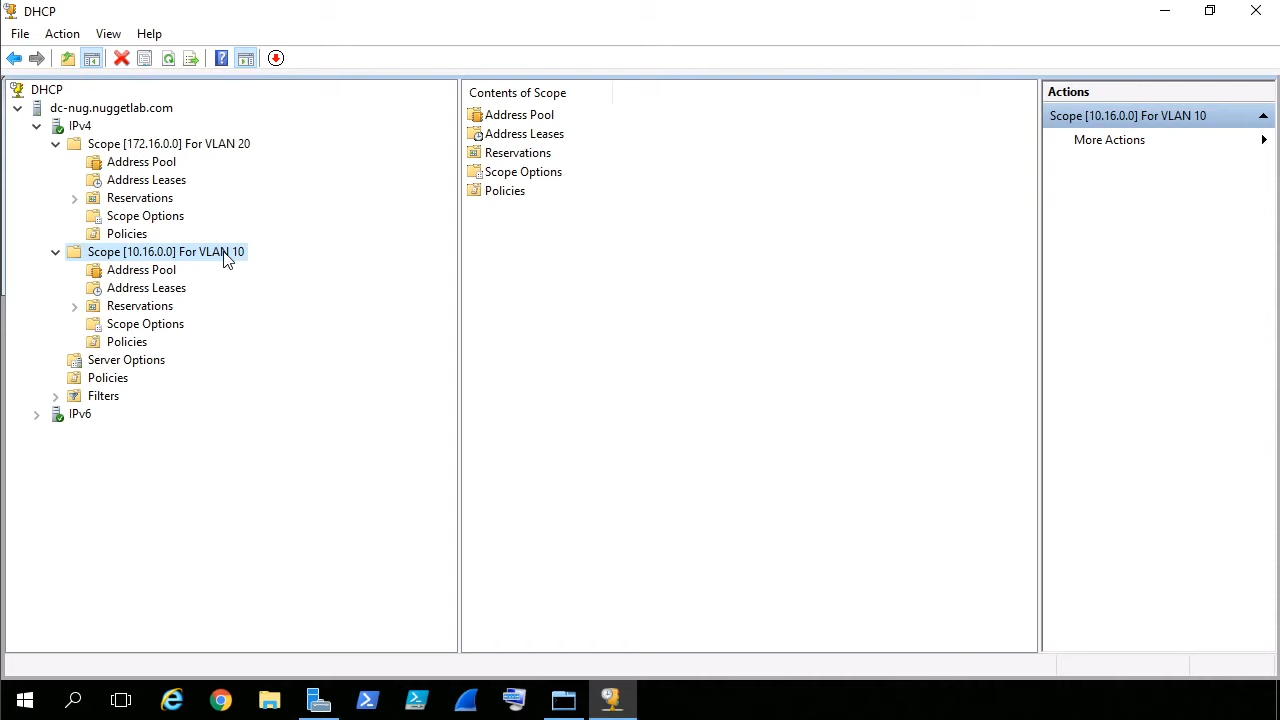 DHCP
File Action View Help
DHCP
dc-nug.nuggetlab.com
IPv4
Scope [172.16.0.0] For VLAN 20
Address Pool
Address Leases
Reservations
Scope Options
Policies
Scope [10.16.0.0] For VLAN 10
Address Pool
Address Leases
Reservations
Scope Options
Policies
Server Options
Policies
Filters
IPv6
Contents of Scope
Address Pool
Address Leases
Reservations
Scope Options
Policies
Actions
Scope [10.16.0.0] For VLAN 10
More Actions